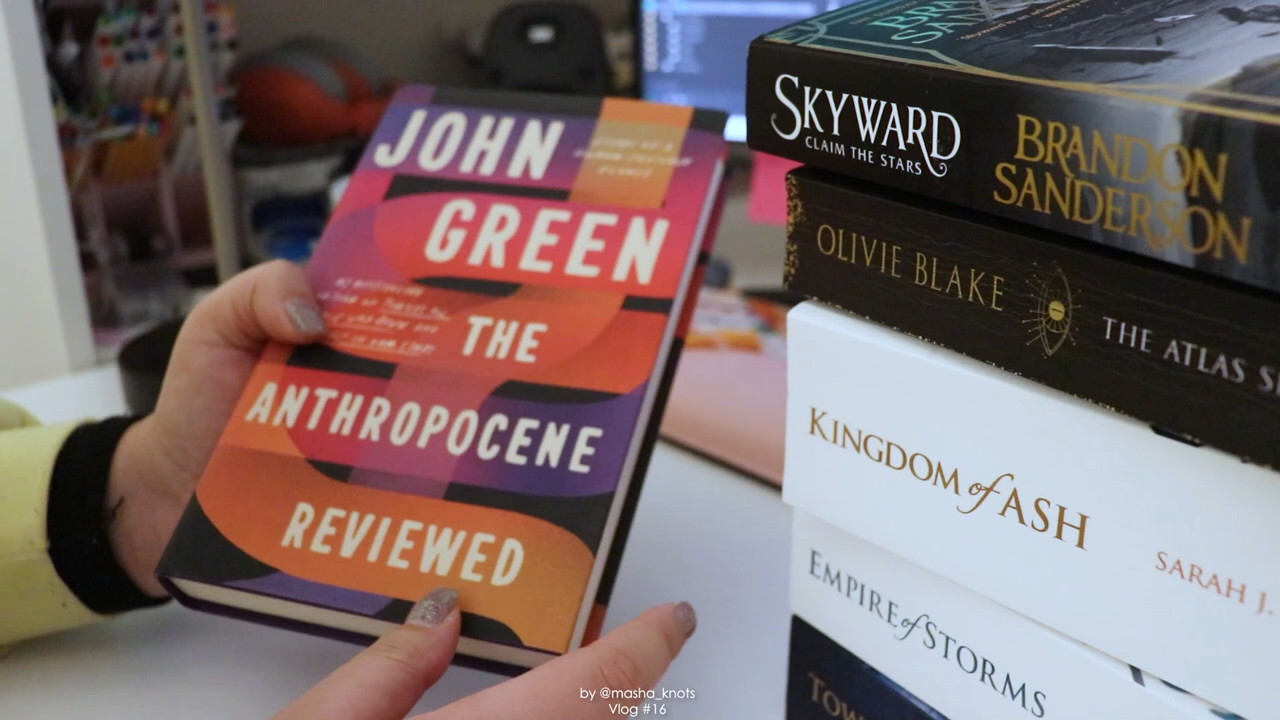 JOHN
GREEN
THE
ANTHROPOCENE
REVIEWED
SKYWARD
CLAIM THE STARS
BRANDON
SANDERSON
OLIVIE BLAKE
THE ATLAS
KINGDOM of ASH
SARAH J.
EMPIRE of STORMS
by @masha_knots
Vlog #16